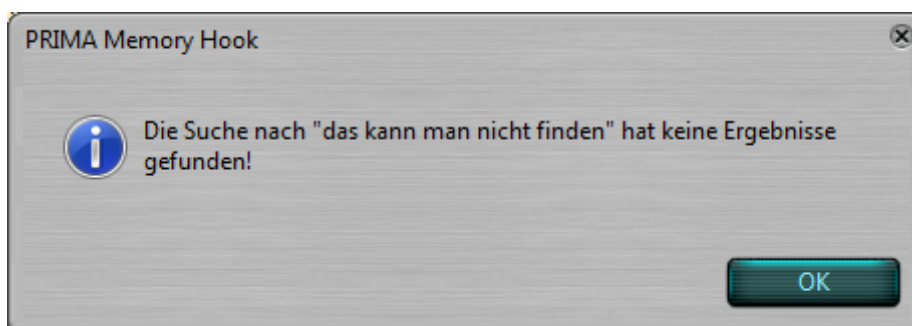 PRIMA Memory Hook
Die Suche nach "das kann man nicht finden" hat keine Ergebnisse
gefunden!
OK